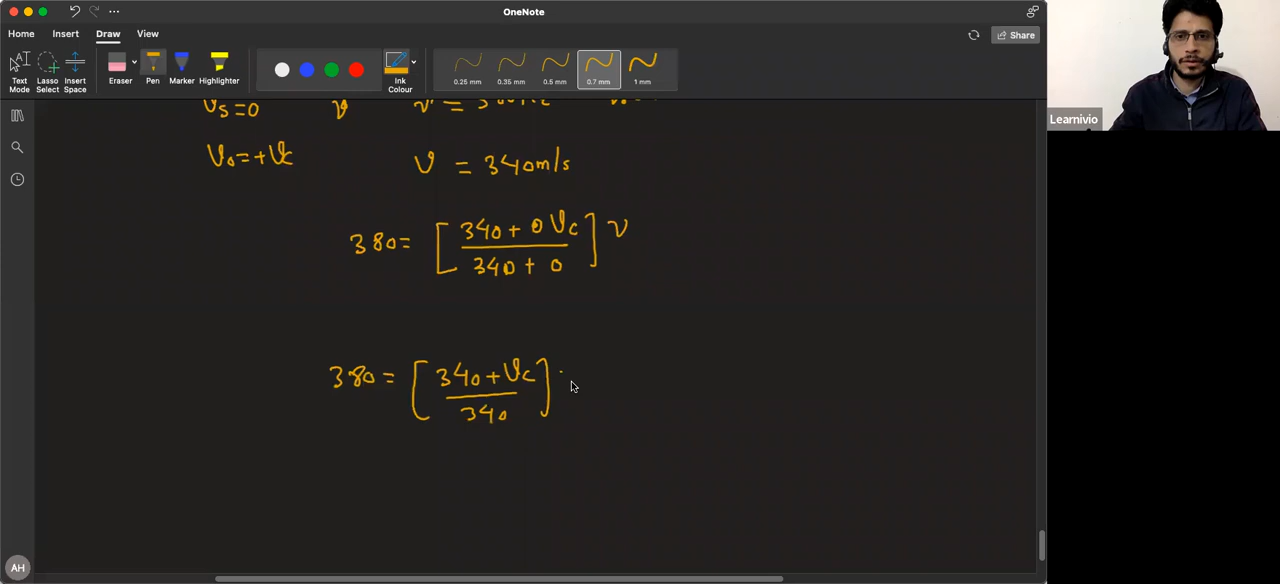 OneNote
Home Insert Draw View
Share
Text Mode
Lasso Select
Insert Space
Eraser
Pen
Marker
Highlighter
Ink Colour
0.25 mm
0.35 mm
0.5 mm
0.7 mm
1 mm
Learnivio
Vs=0 ν ν' =
V₀=+Vc V = 340m/s
380= [ 340+ 0 Vc / 340 + 0 ] ν
380= [ 340+Vc / 340 ]
AH